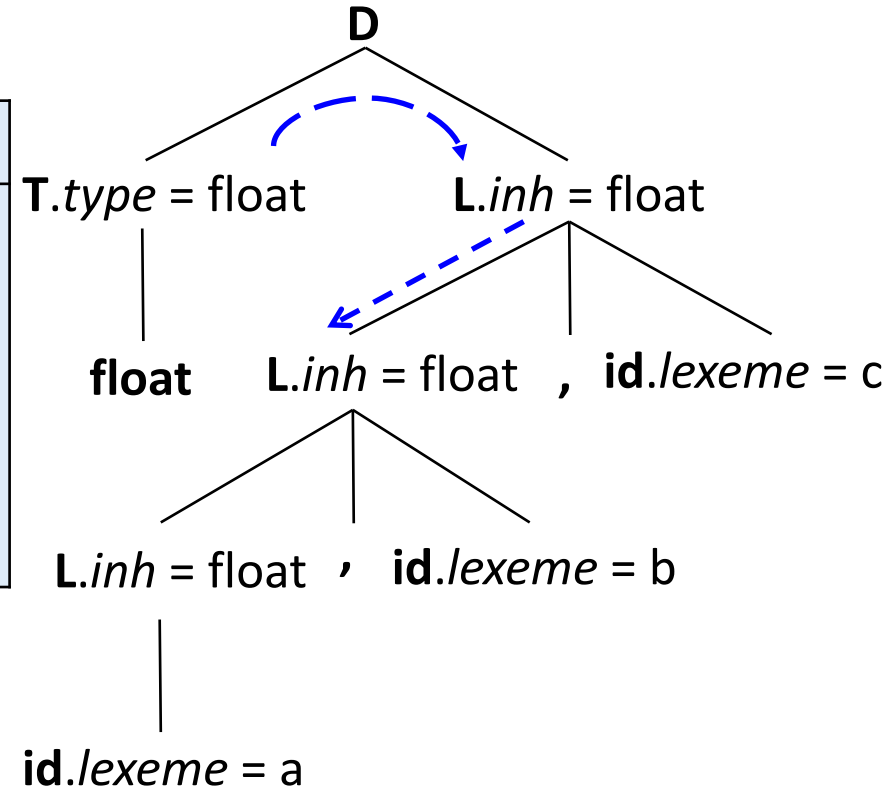 D
T.type = float L.inh = float
float L.inh = float , id.lexeme = c
L.inh = float , id.lexeme = b
id.lexeme = a